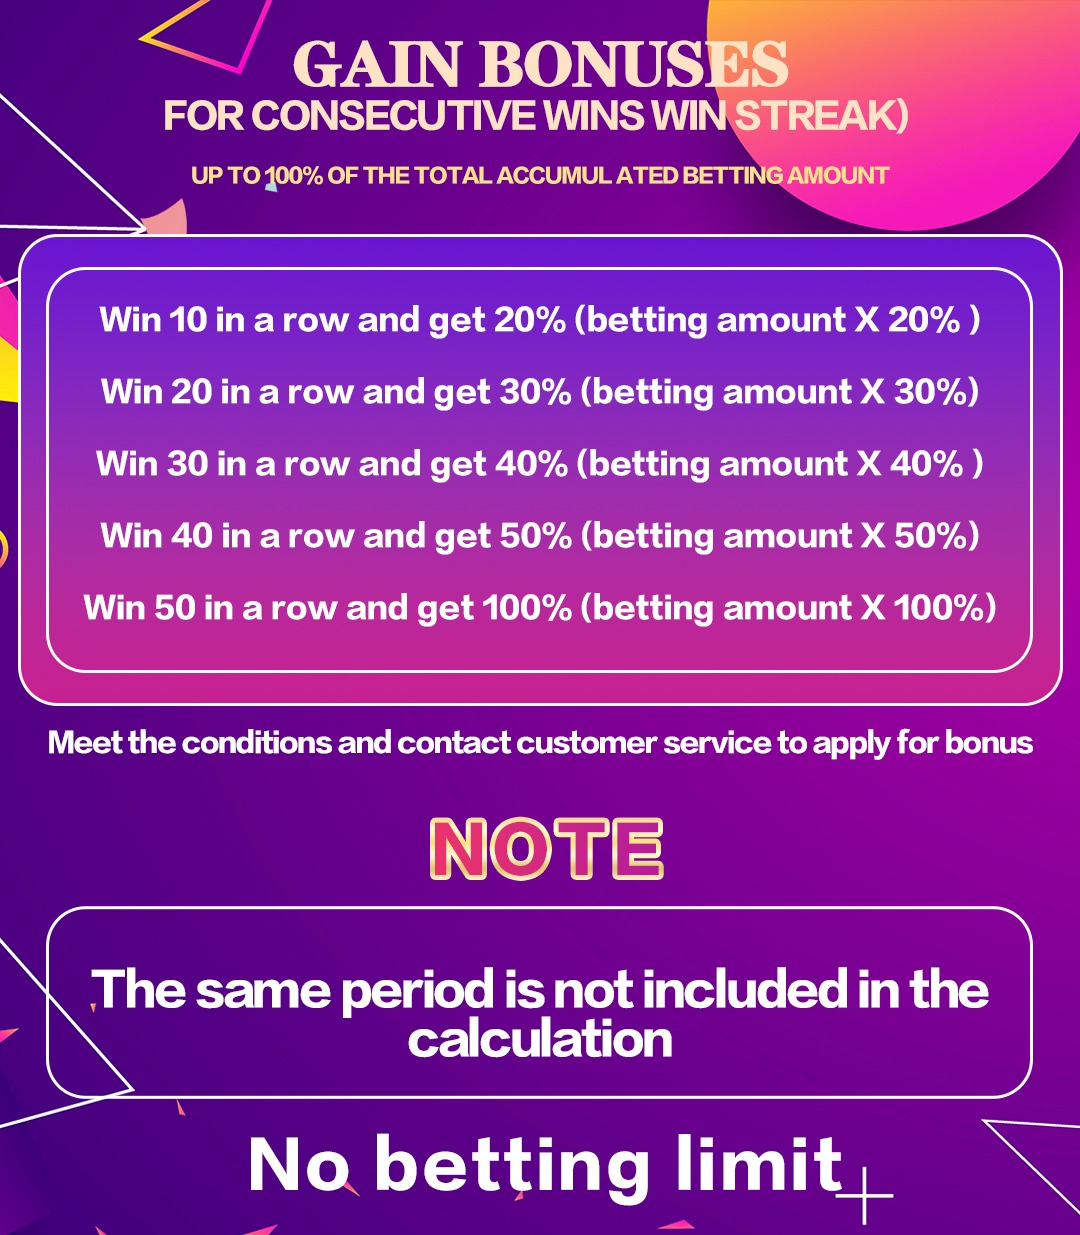 GAIN BONUSES
FOR CONSECUTIVE WINS WIN STREAK)
UP TO 100% OF THE TOTAL ACCUMUL ATED BETTING AMOUNT
Win 10 in a row and get 20% (betting amount X 20% )
Win 20 in a row and get 30% (betting amount X 30%)
Win 30 in a row and get 40% (betting amount X 40% )
Win 40 in a row and get 50% (betting amount X 50%)
Win 50 in a row and get 100% (betting amount X 100%)
Meet the conditions and contact customer service to apply for bonus
NOTE
The same period is not included in the
calculation
No betting limit